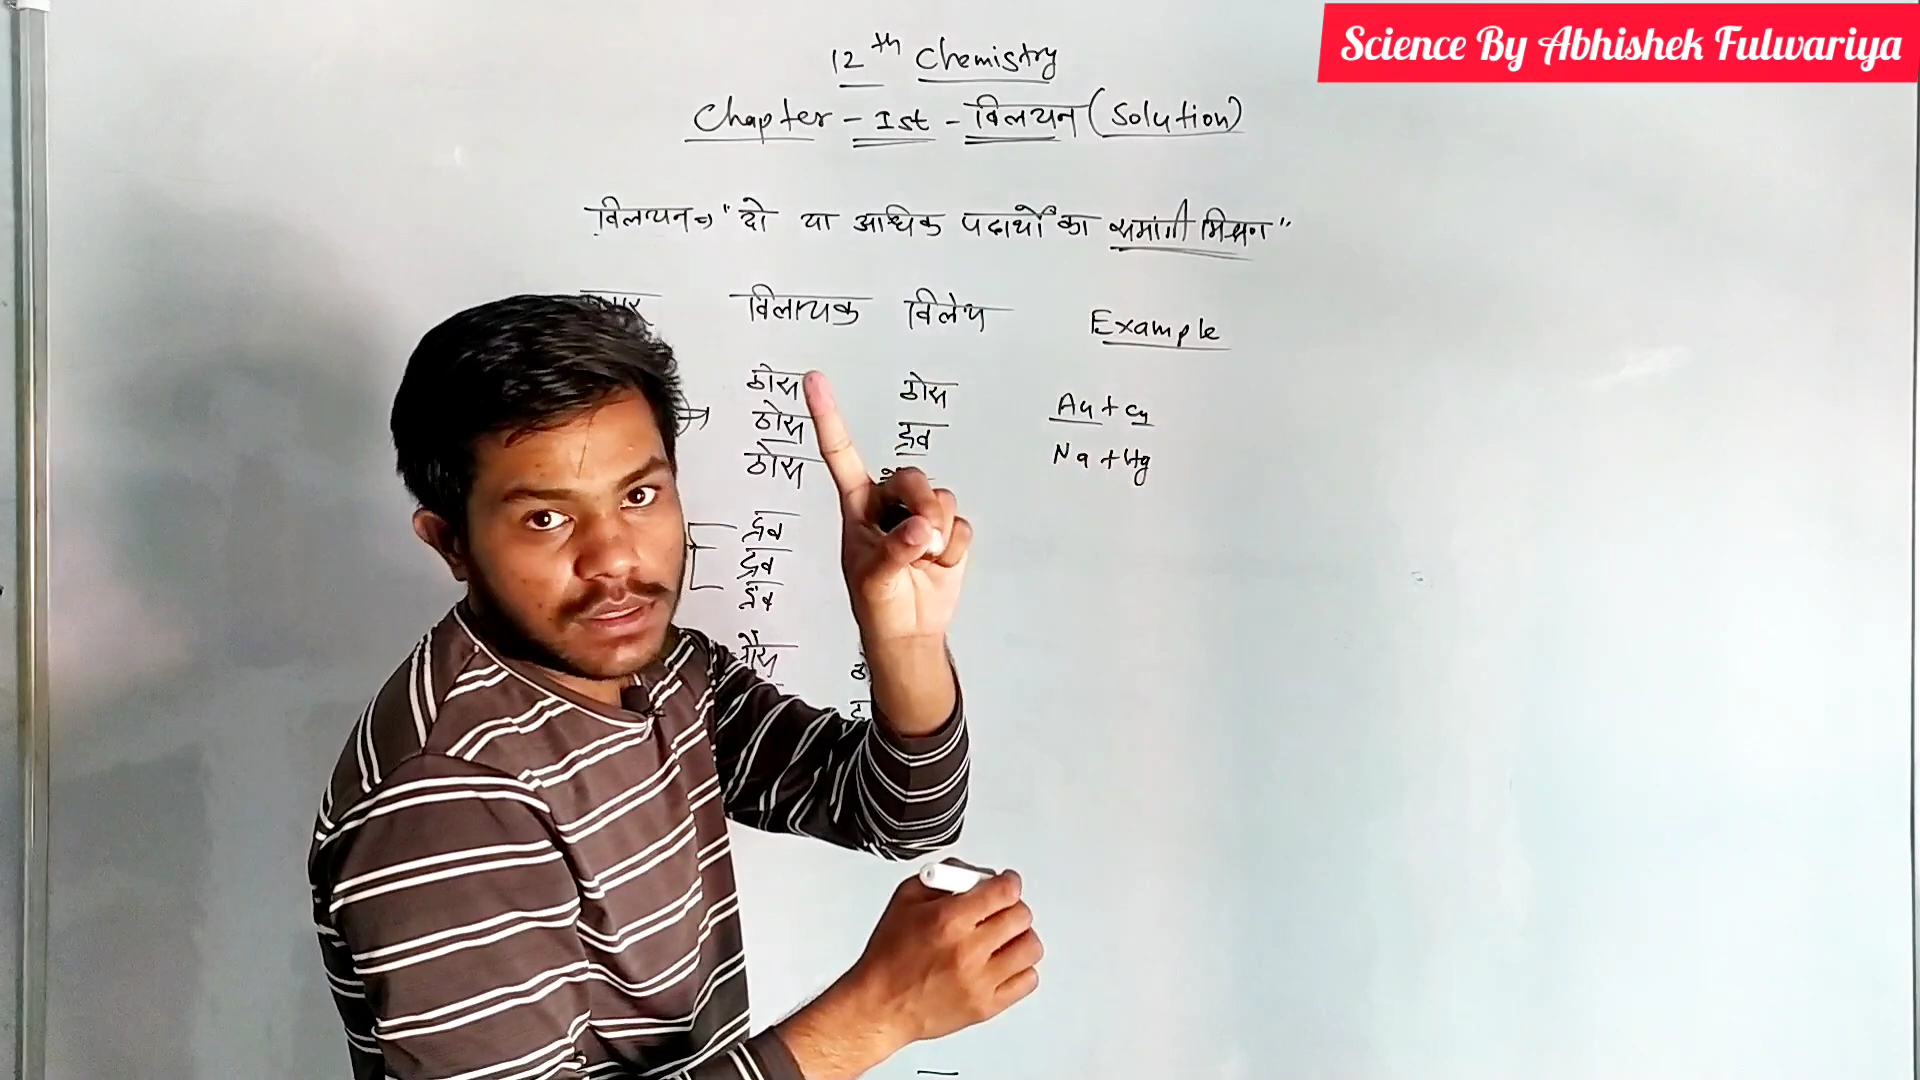 Science By Abhishek Fulwariya
12th Chemistry
Chapter - Ist - विलयन (Solution)
विलयन ⇒ "दो या अधिक पदार्थों का समांगी मिश्रण"
विलायक विलेय Example
ठोस ठोस Au + Cu
ठोस द्रव Na + Hg
ठोस
द्रव
द्रव
द्रव
गैस